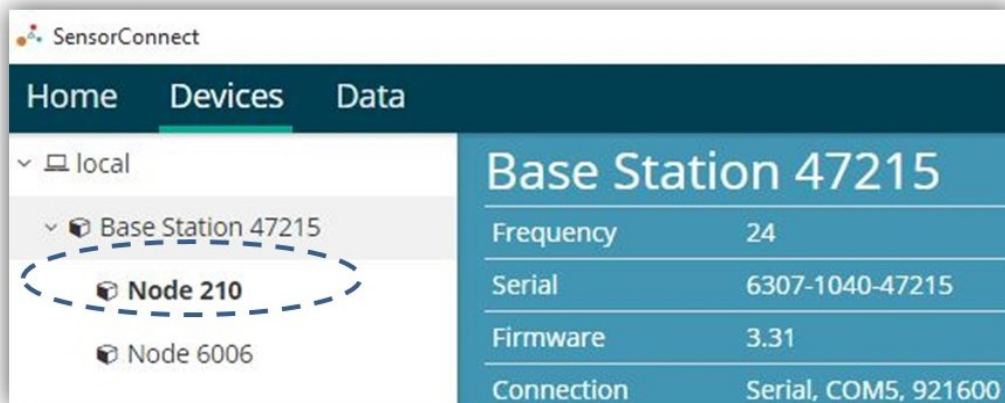 SensorConnect
Home Devices Data
local
Base Station 47215
Node 210
Node 6006
Base Station 47215
Frequency 24
Serial 6307-1040-47215
Firmware 3.31
Connection Serial, COM5, 921600